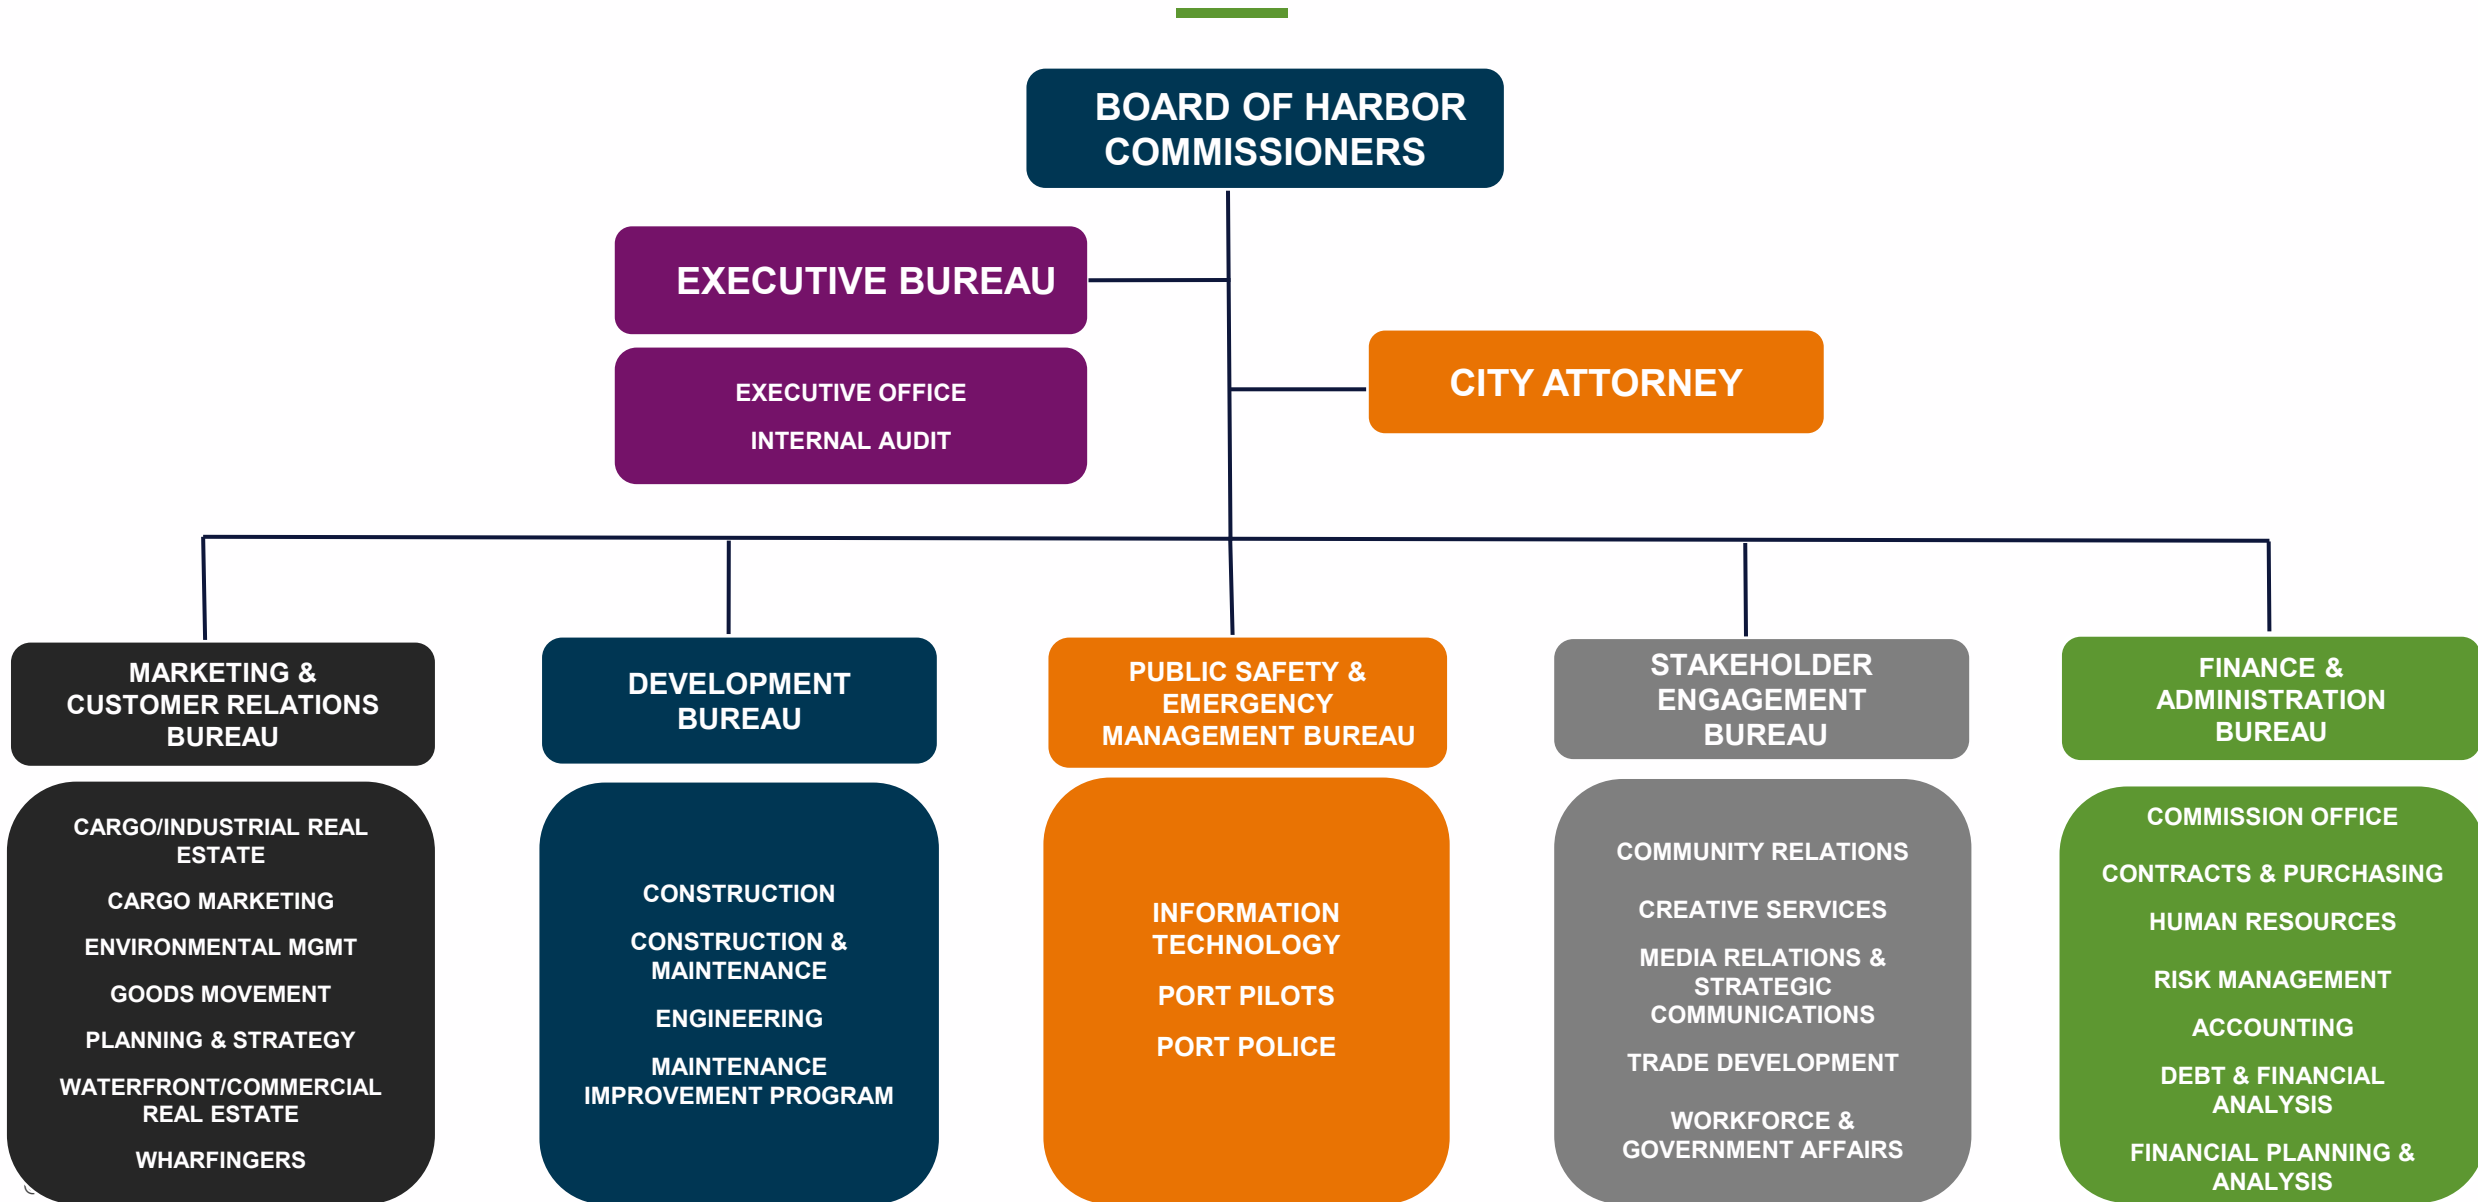 BOARD OF HARBOR
COMMISSIONERS
EXECUTIVE BUREAU
EXECUTIVE OFFICE
INTERNAL AUDIT
CITY ATTORNEY
MARKETING &
CUSTOMER RELATIONS
BUREAU
CARGO/INDUSTRIAL REAL
ESTATE
CARGO MARKETING
ENVIRONMENTAL MGMT
GOODS MOVEMENT
PLANNING & STRATEGY
WATERFRONT/COMMERCIAL
REAL ESTATE
WHARFINGERS
DEVELOPMENT
BUREAU
CONSTRUCTION
CONSTRUCTION &
MAINTENANCE
ENGINEERING
MAINTENANCE
IMPROVEMENT PROGRAM
PUBLIC SAFETY &
EMERGENCY
MANAGEMENT BUREAU
INFORMATION
TECHNOLOGY
PORT PILOTS
PORT POLICE
STAKEHOLDER
ENGAGEMENT
BUREAU
COMMUNITY RELATIONS
CREATIVE SERVICES
MEDIA RELATIONS &
STRATEGIC
COMMUNICATIONS
TRADE DEVELOPMENT
WORKFORCE &
GOVERNMENT AFFAIRS
FINANCE &
ADMINISTRATION
BUREAU
COMMISSION OFFICE
CONTRACTS & PURCHASING
HUMAN RESOURCES
RISK MANAGEMENT
ACCOUNTING
DEBT & FINANCIAL
ANALYSIS
FINANCIAL PLANNING &
ANALYSIS